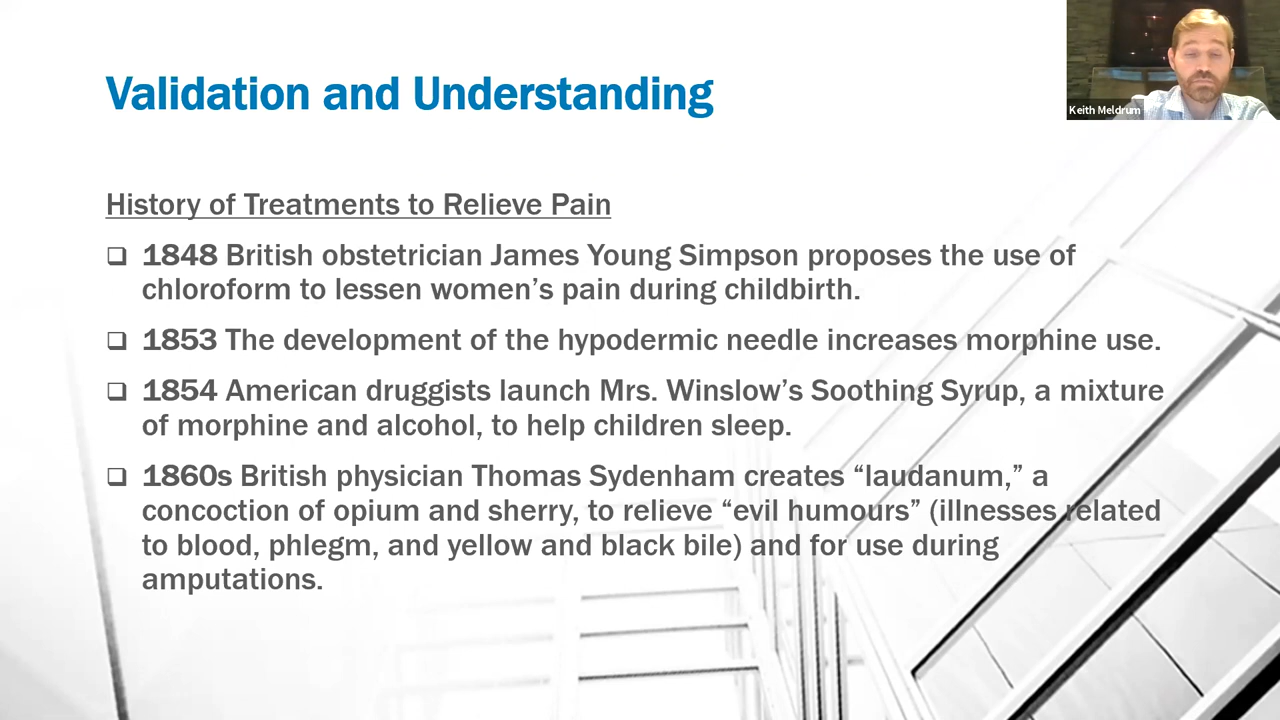 Validation and Understanding
Keith Meldrum
History of Treatments to Relieve Pain
❑ 1848 British obstetrician James Young Simpson proposes the use of
chloroform to lessen women’s pain during childbirth.
❑ 1853 The development of the hypodermic needle increases morphine use.
❑ 1854 American druggists launch Mrs. Winslow’s Soothing Syrup, a mixture
of morphine and alcohol, to help children sleep.
❑ 1860s British physician Thomas Sydenham creates “laudanum,” a
concoction of opium and sherry, to relieve “evil humours” (illnesses related
to blood, phlegm, and yellow and black bile) and for use during
amputations.